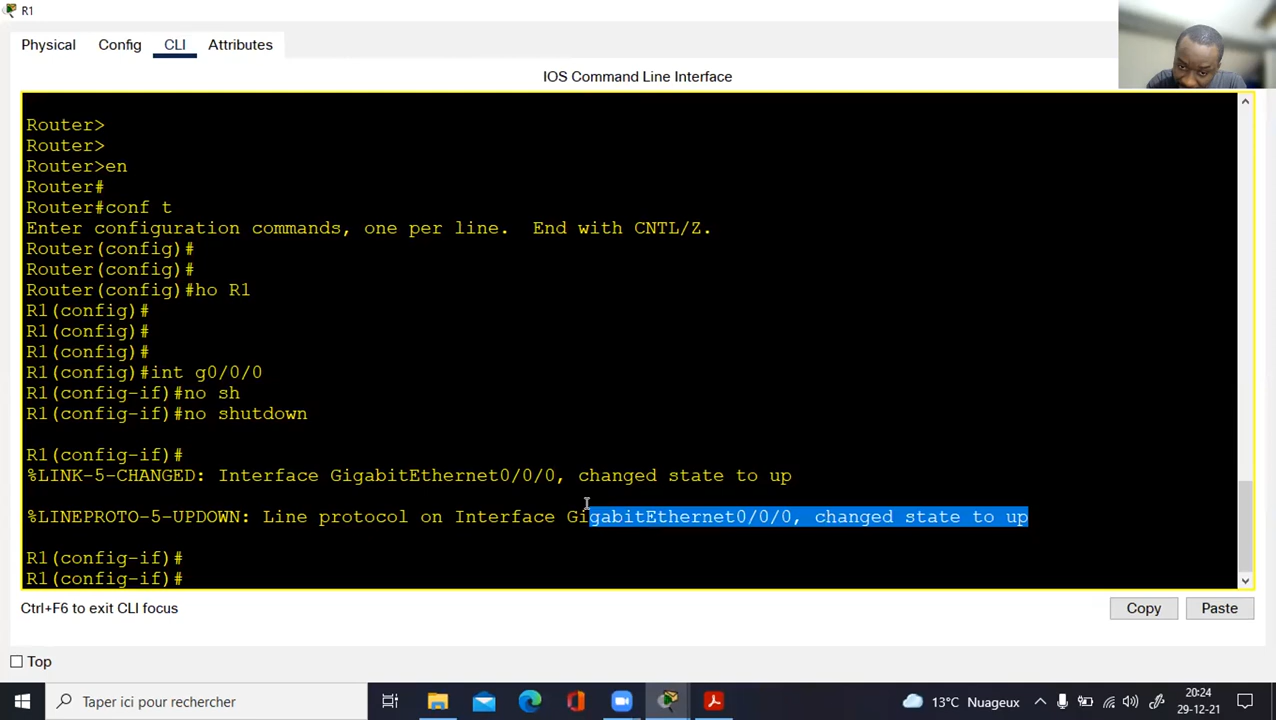 R1
Physical Config CLI Attributes
IOS Command Line Interface
Router>
Router>
Router>en
Router#
Router#conf t
Enter configuration commands, one per line.  End with CNTL/Z.
Router(config)#
Router(config)#
Router(config)#ho R1
R1(config)#
R1(config)#
R1(config)#
R1(config)#int g0/0/0
R1(config-if)#no sh
R1(config-if)#no shutdown
R1(config-if)#
%LINK-5-CHANGED: Interface GigabitEthernet0/0/0, changed state to up
%LINEPROTO-5-UPDOWN: Line protocol on Interface GigabitEthernet0/0/0, changed state to up
R1(config-if)#
R1(config-if)#
Ctrl+F6 to exit CLI focus
Copy Paste
Top
Taper ici pour rechercher
13°C Nuageux
20:24
29-12-21